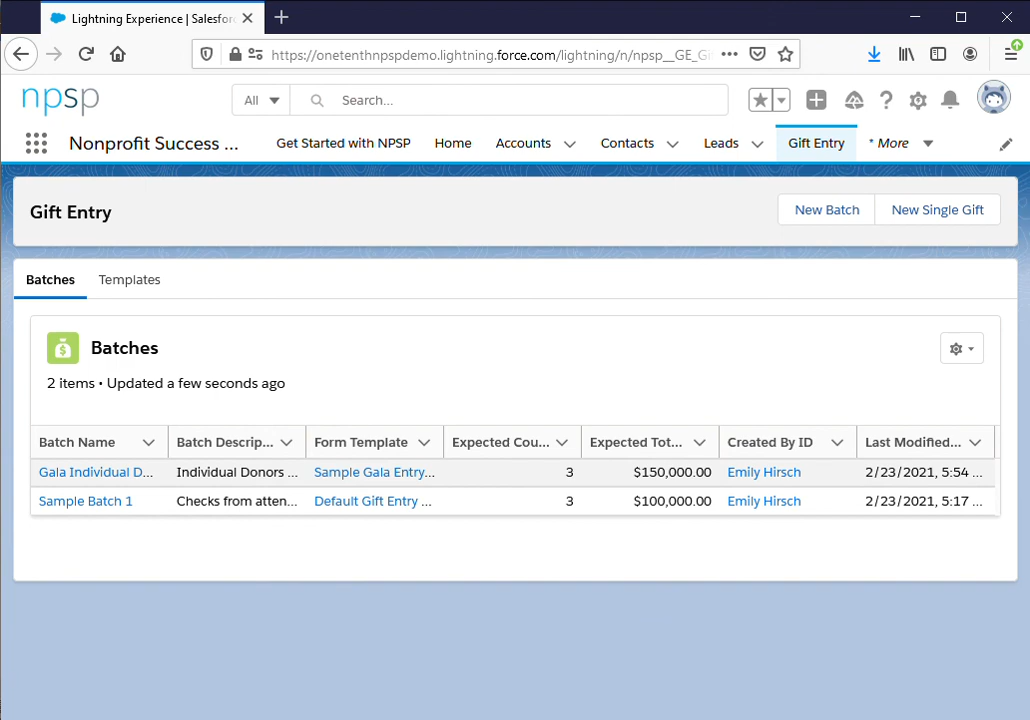 Lightning Experience | Salesfor
https://onetenthnpspdemo.lightning.force.com/lightning/n/npsp__GE_Gi
npsp
All
Search...
Nonprofit Success ...
Get Started with NPSP
Home
Accounts
Contacts
Leads
Gift Entry
* More
Gift Entry
New Batch
New Single Gift
Batches
Templates
Batches
2 items • Updated a few seconds ago
Batch Name Batch Descrip... Form Template Expected Cou... Expected Tot... Created By ID Last Modified...
Gala Individual D... Individual Donors ... Sample Gala Entry... 3 $150,000.00 Emily Hirsch 2/23/2021, 5:54 ...
Sample Batch 1 Checks from atten... Default Gift Entry ... 3 $100,000.00 Emily Hirsch 2/23/2021, 5:17 ...